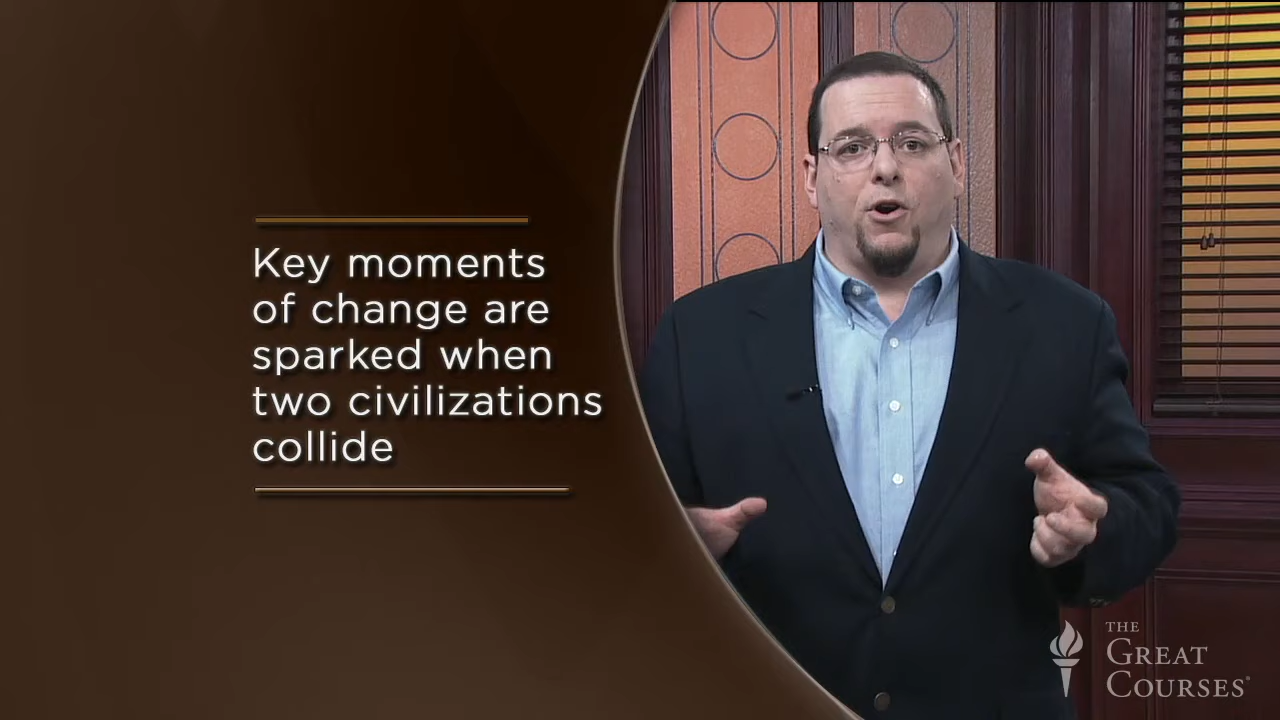 Key moments
of change are
sparked when
two civilizations
collide
THE
GREAT
COURSES®